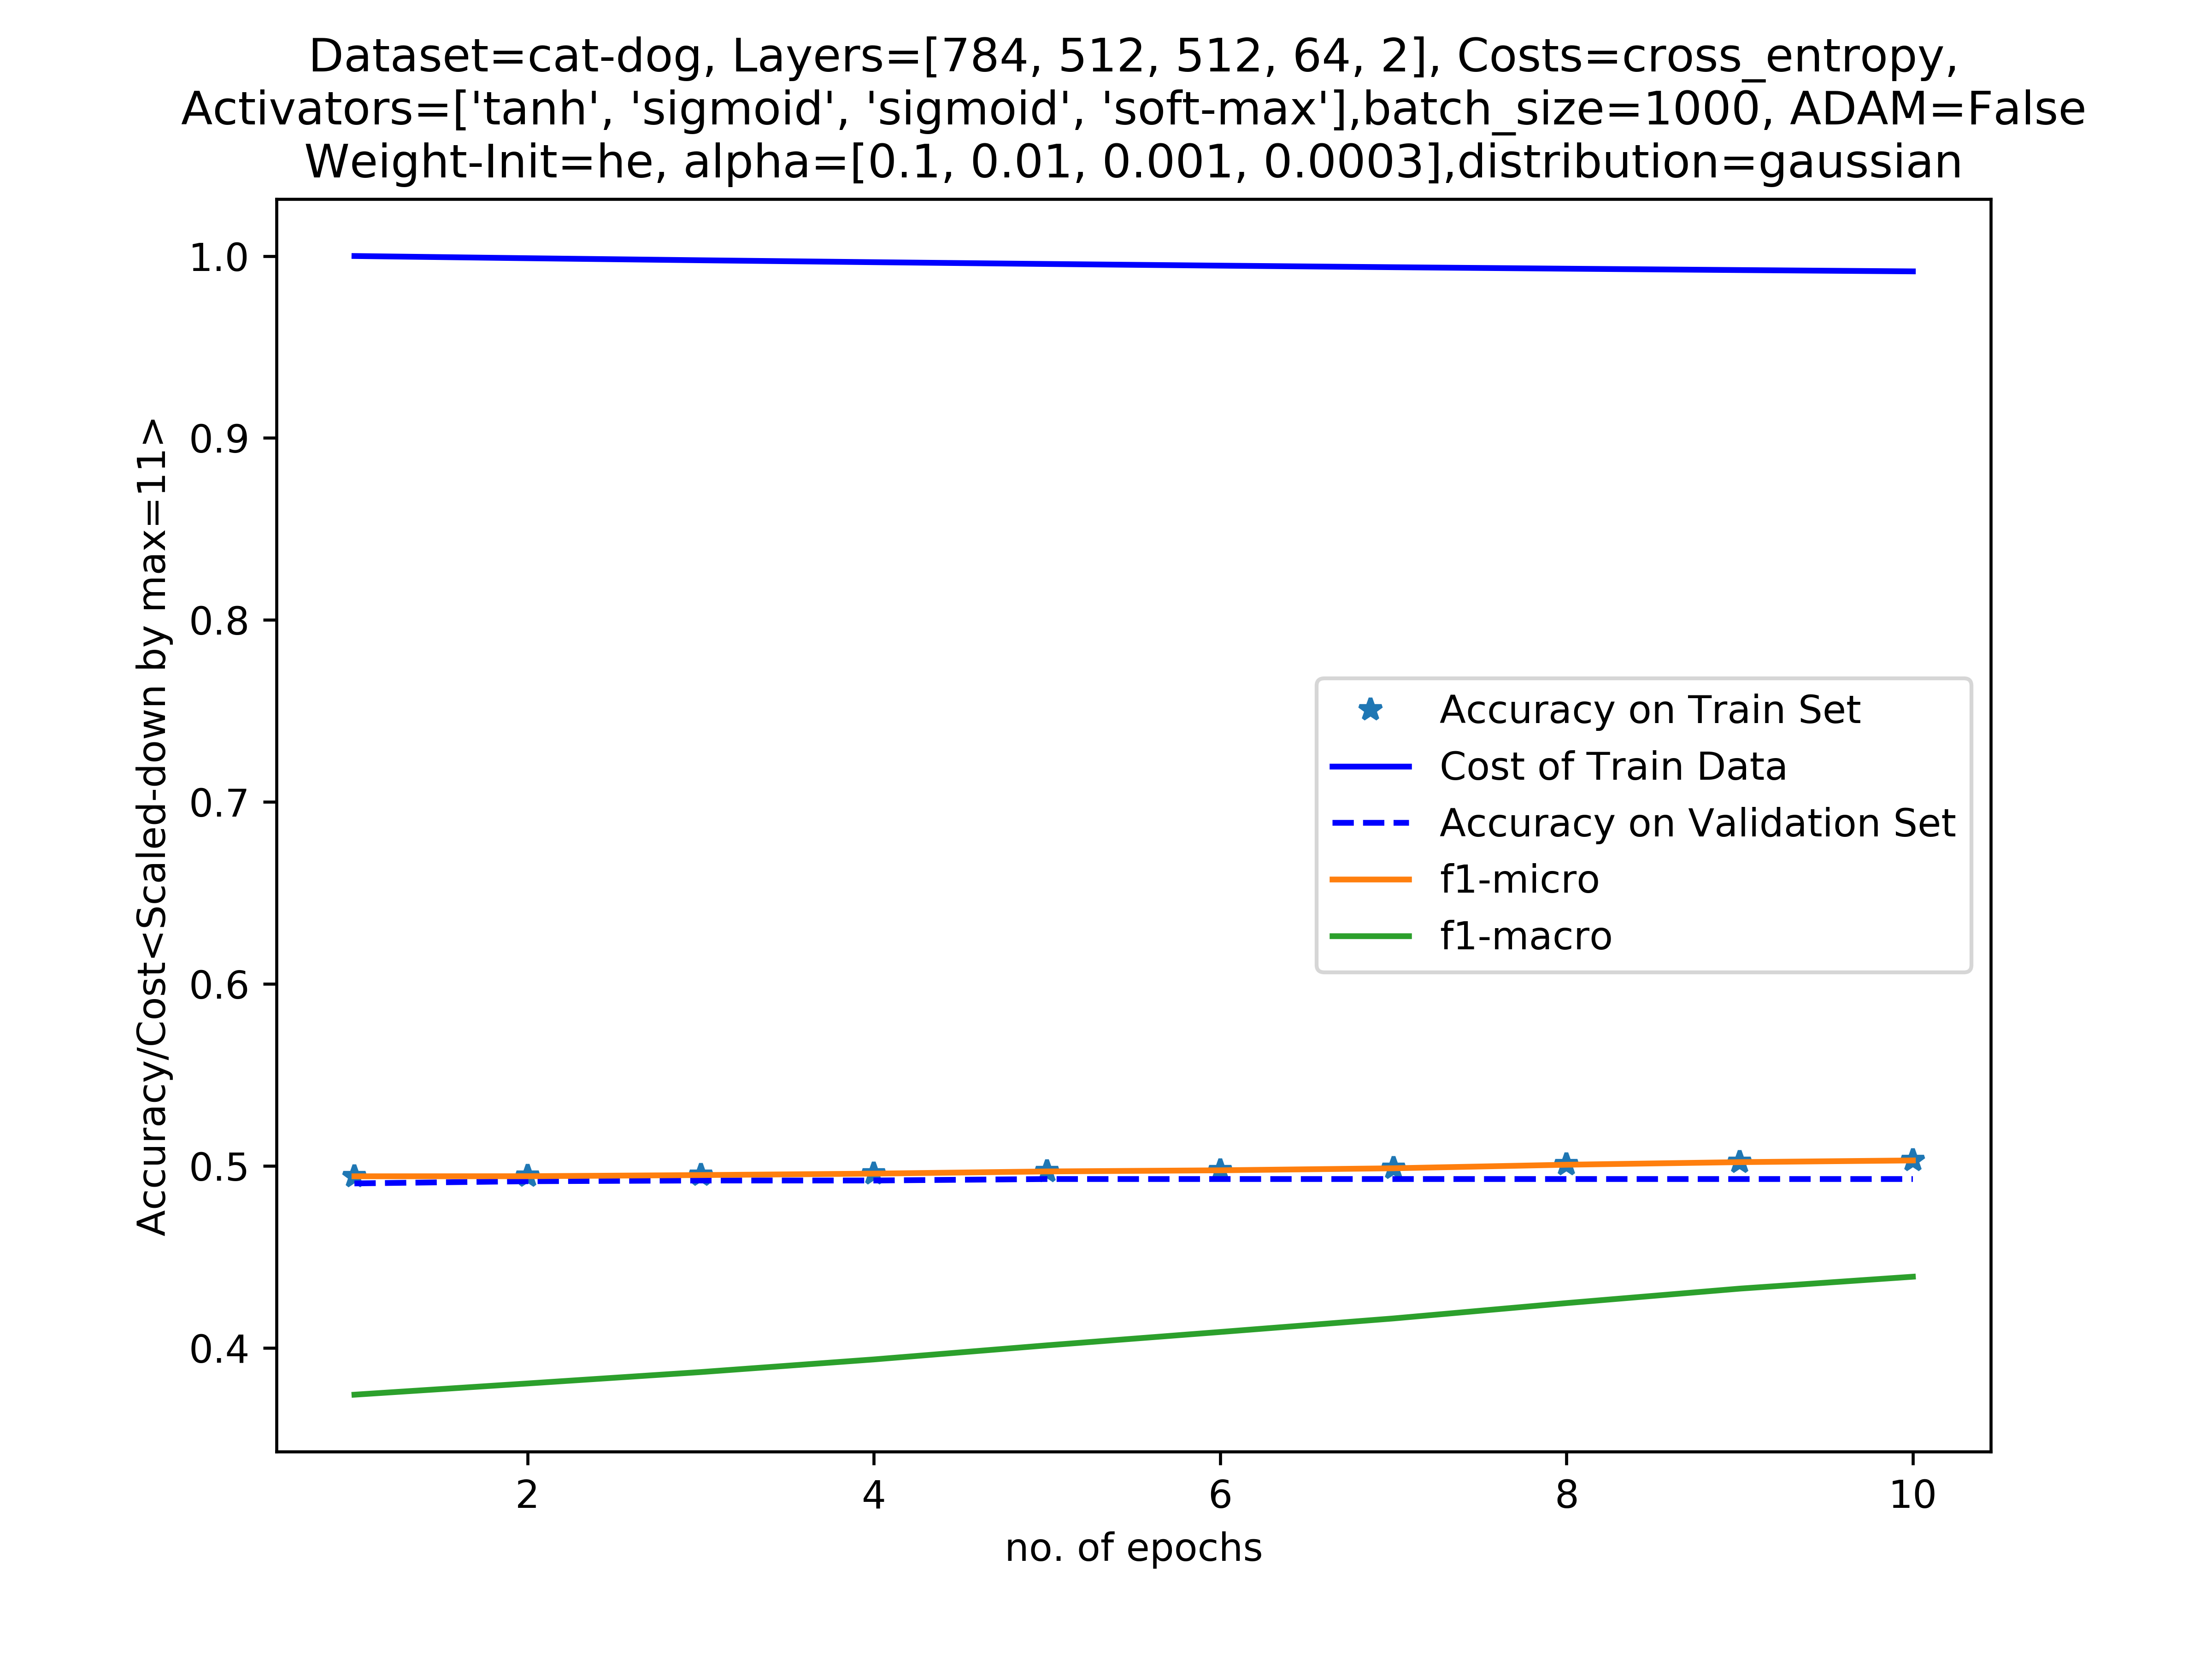 Dataset=cat-dog, Layers=[784, 512, 512, 64, 2], Costs=cross_entropy,
Activators=['tanh', 'sigmoid', 'sigmoid', 'soft-max'],batch_size=1000, ADAM=False
Weight-Init=he, alpha=[0.1, 0.01, 0.001, 0.0003],distribution=gaussian
Accuracy/Cost<Scaled-down by max=11>
1.0
0.9
0.8
0.7
0.6
0.5
0.4
Accuracy on Train Set
Cost of Train Data
Accuracy on Validation Set
f1-micro
f1-macro
2 4 6 8 10
no. of epochs